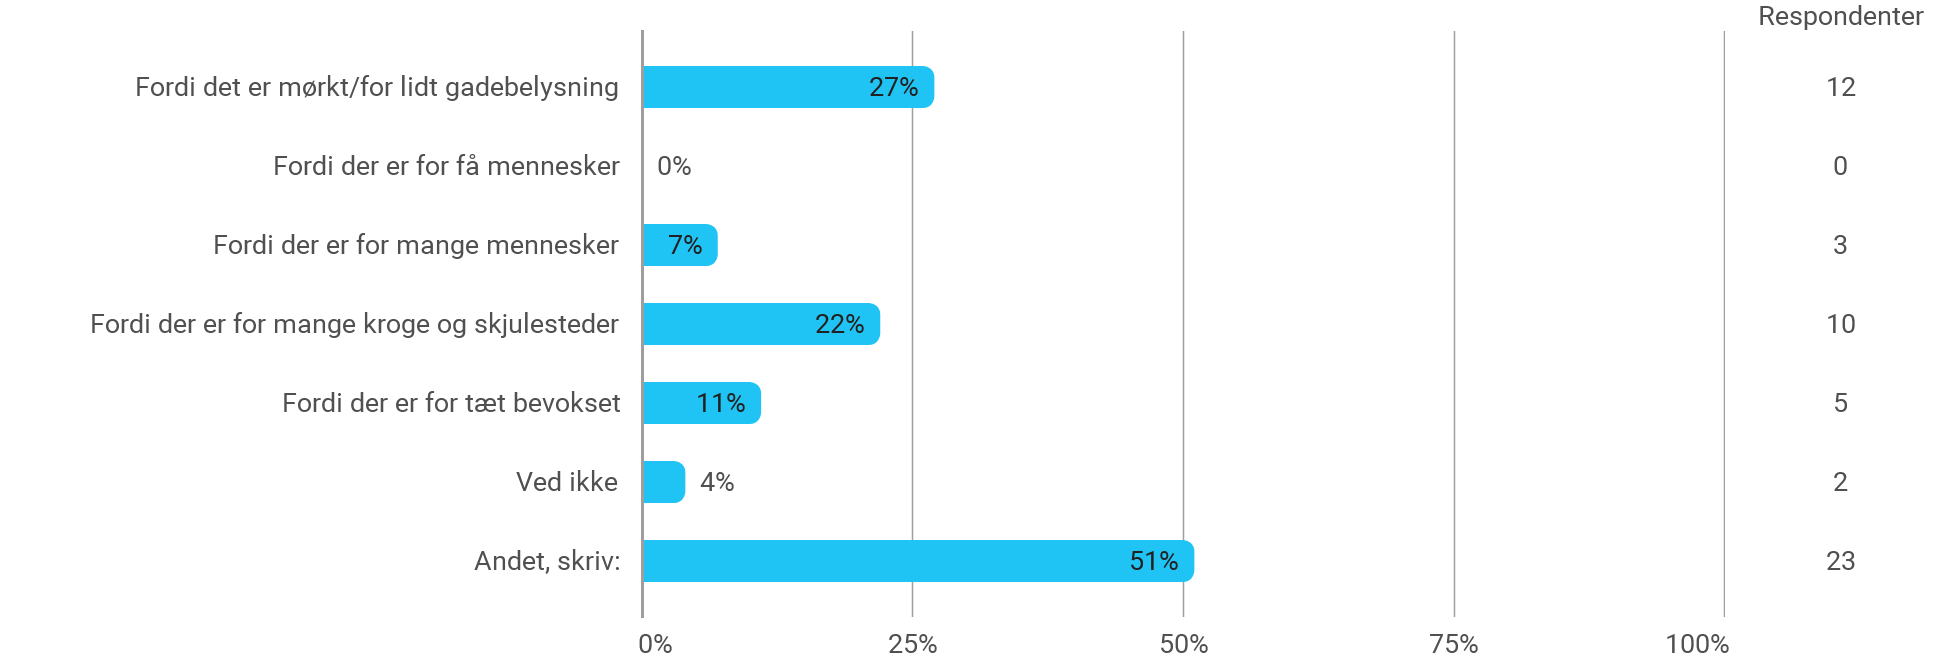 Respondenter
Fordi det er mørkt/for lidt gadebelysning 27% 12
Fordi der er for få mennesker 0% 0
Fordi der er for mange mennesker 7% 3
Fordi der er for mange kroge og skjulesteder 22% 10
Fordi der er for tæt bevokset 11% 5
Ved ikke 4% 2
Andet, skriv: 51% 23
0% 25% 50% 75% 100%